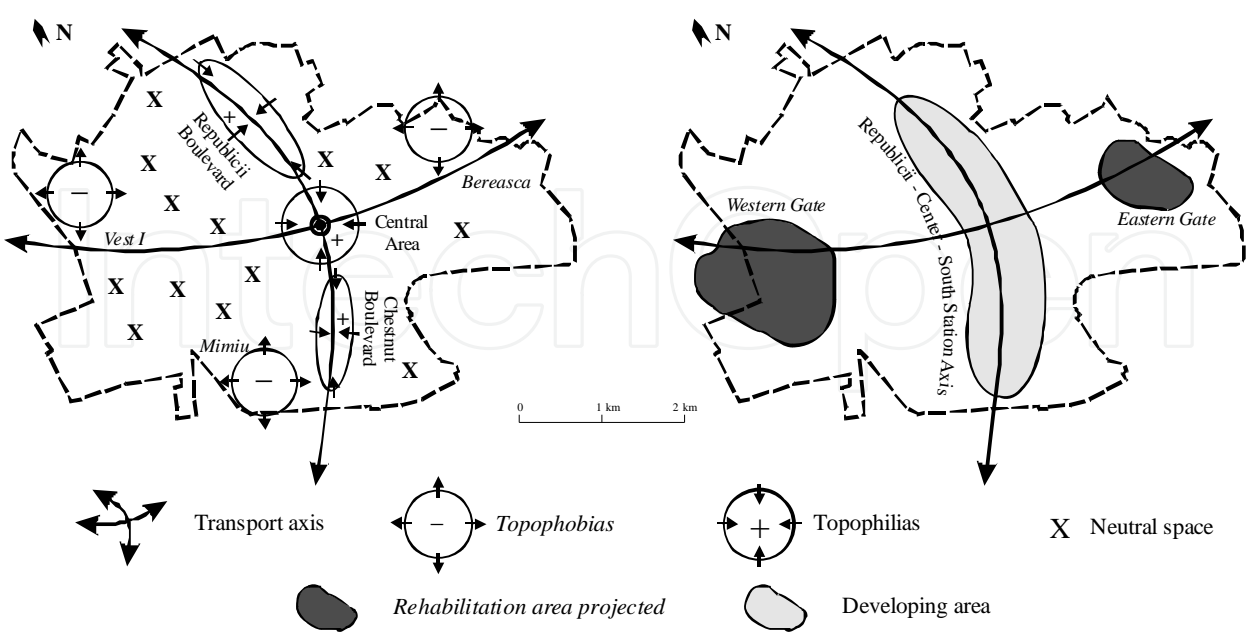 N
X
Republicii
Boulevard
+
−
X
X
X
Bereasca
−
X
X
Vest I
Central
Area
+
X
X
X
X
X
X
Chestnut
Boulevard
+
Mimiu
−
X
N
Republicii - Center - South Station Axis
Western Gate
Eastern Gate
0 1 km 2 km
Transport axis
−
Topophobias
+
Topophilias
X Neutral space
Rehabilitation area projected
Developing area
IntechOpen